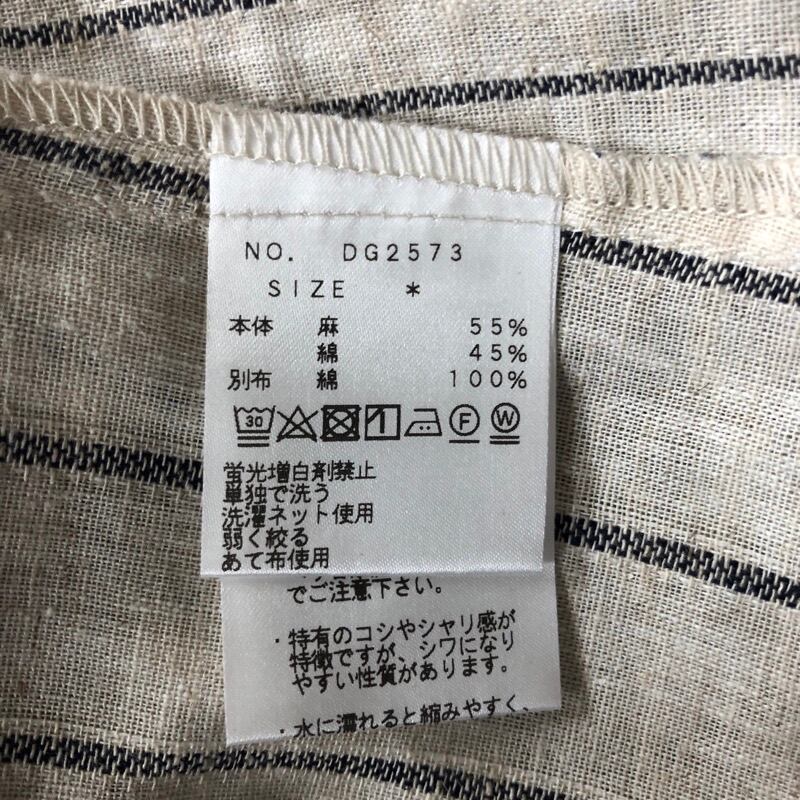 NO. DG2573
SIZE *
本体 麻 55%
綿 45%
別布 綿 100%
30 F W
蛍光増白剤禁止
単独で洗う
洗濯ネット使用
弱く絞る
あて布使用
でご注意下さい。
・特有のコシやシャリ感が
特徴ですが、シワになり
やすい性質があります。
・水に濡れると縮みやすく、